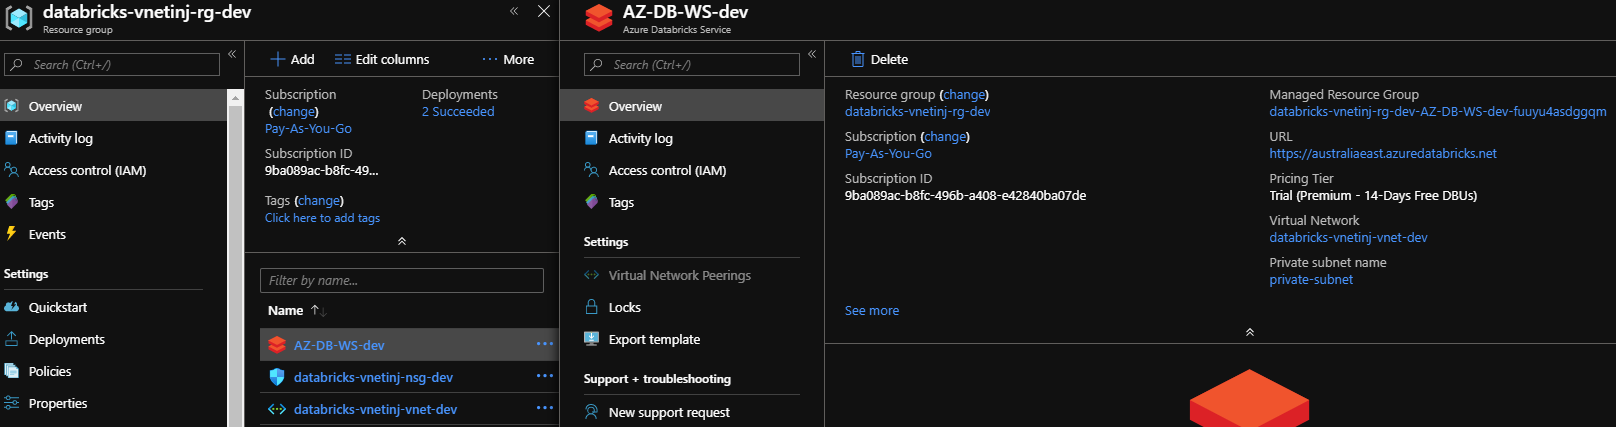 databricks-vnetinj-rg-dev
Resource group
Search (Ctrl+/)
Overview
Activity log
Access control (IAM)
Tags
Events
Settings
Quickstart
Deployments
Policies
Properties
Add
Edit columns
More
Subscription
(change)
Pay-As-You-Go
Subscription ID
9ba089ac-b8fc-49...
Tags (change)
Click here to add tags
Deployments
2 Succeeded
Filter by name...
Name
AZ-DB-WS-dev
databricks-vnetinj-nsg-dev
databricks-vnetinj-vnet-dev
AZ-DB-WS-dev
Azure Databricks Service
Search (Ctrl+/)
Overview
Activity log
Access control (IAM)
Tags
Settings
Virtual Network Peerings
Locks
Export template
Support + troubleshooting
New support request
Delete
Resource group (change)
databricks-vnetinj-rg-dev
Subscription (change)
Pay-As-You-Go
Subscription ID
9ba089ac-b8fc-496b-a408-e42840ba07de
See more
Managed Resource Group
databricks-vnetinj-rg-dev-AZ-DB-WS-dev-fuuyu4asdggqm
URL
https://australiaeast.azuredatabricks.net
Pricing Tier
Trial (Premium - 14-Days Free DBUs)
Virtual Network
databricks-vnetinj-vnet-dev
Private subnet name
private-subnet